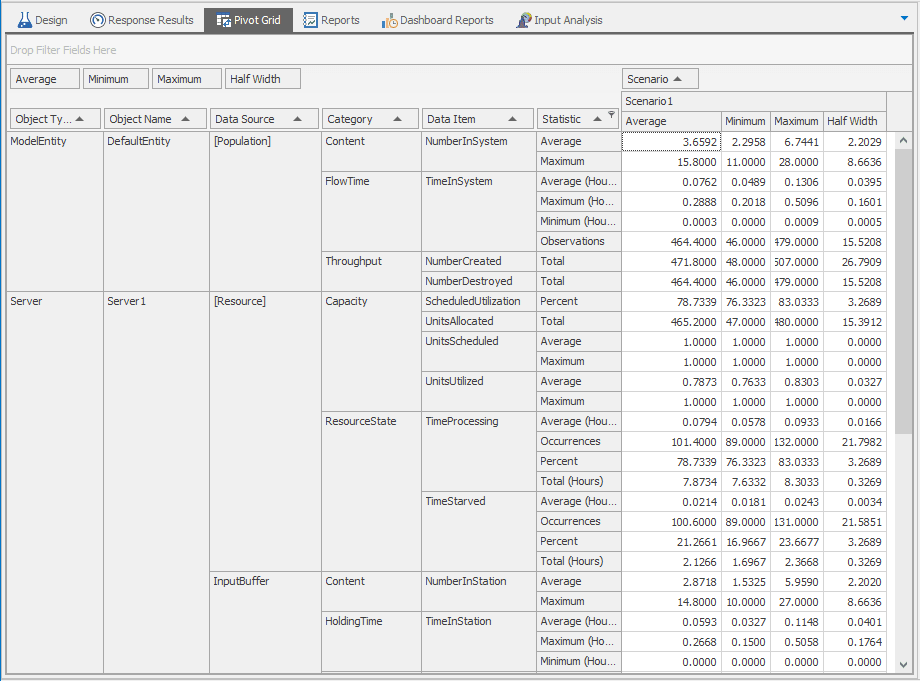 Design Response Results Pivot Grid Reports Dashboard Reports Input Analysis
Drop Filter Fields Here
Average Minimum Maximum Half Width Scenario
Scenario1
Object Ty... Object Name Data Source Category Data Item Statistic Average Minimum Maximum Half Width
ModelEntity DefaultEntity [Population] Content NumberInSystem Average 3.6592 2.2958 6.7441 2.2029
Maximum 15.8000 11.0000 28.0000 8.6636
FlowTime TimeInSystem Average (Hou... 0.0762 0.0489 0.1306 0.0395
Maximum (Ho... 0.2888 0.2018 0.5096 0.1601
Minimum (Hou... 0.0003 0.0000 0.0009 0.0005
Observations 464.4000 46.0000 479.0000 15.5208
Throughput NumberCreated Total 471.8000 48.0000 507.0000 26.7909
NumberDestroyed Total 464.4000 46.0000 479.0000 15.5208
Server Server1 [Resource] Capacity ScheduledUtilization Percent 78.7339 76.3323 83.0333 3.2689
UnitsAllocated Total 465.2000 47.0000 480.0000 15.3912
UnitsScheduled Average 1.0000 1.0000 1.0000 0.0000
Maximum 1.0000 1.0000 1.0000 0.0000
UnitsUtilized Average 0.7873 0.7633 0.8303 0.0327
Maximum 1.0000 1.0000 1.0000 0.0000
ResourceState TimeProcessing Average (Hou... 0.0794 0.0578 0.0933 0.0166
Occurrences 101.4000 89.0000 132.0000 21.7982
Percent 78.7339 76.3323 83.0333 3.2689
Total (Hours) 7.8734 7.6332 8.3033 0.3269
TimeStarved Average (Hou... 0.0214 0.0181 0.0243 0.0034
Occurrences 100.6000 89.0000 131.0000 21.5851
Percent 21.2661 16.9667 23.6677 3.2689
Total (Hours) 2.1266 1.6967 2.3668 0.3269
InputBuffer Content NumberInStation Average 2.8718 1.5325 5.9590 2.2020
Maximum 14.8000 10.0000 27.0000 8.6636
HoldingTime TimeInStation Average (Hou... 0.0593 0.0327 0.1148 0.0401
Maximum (Ho... 0.2668 0.1500 0.5058 0.1764
Minimum (Hou... 0.0000 0.0000 0.0000 0.0000